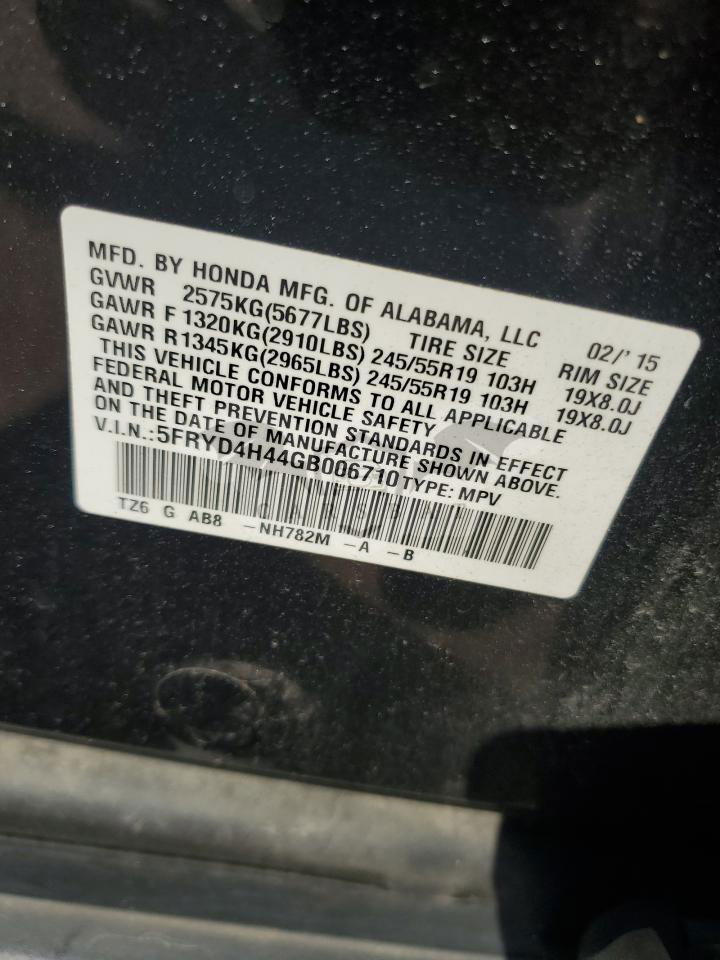 MFD. BY HONDA MFG. OF ALABAMA, LLC 02/'15
GVWR 2575KG(5677LBS) TIRE SIZE RIM SIZE
GAWR F 1320KG(2910LBS) 245/55R19 103H 19X8.0J
GAWR R1345KG(2965LBS) 245/55R19 103H 19X8.0J
THIS VEHICLE CONFORMS TO ALL APPLICABLE
FEDERAL MOTOR VEHICLE SAFETY
AND THEFT PREVENTION STANDARDS IN EFFECT
ON THE DATE OF MANUFACTURE SHOWN ABOVE.
V.I.N.:5FRYD4H44GB006710 TYPE: MPV
TZ6 G AB8 -NH782M -A -B